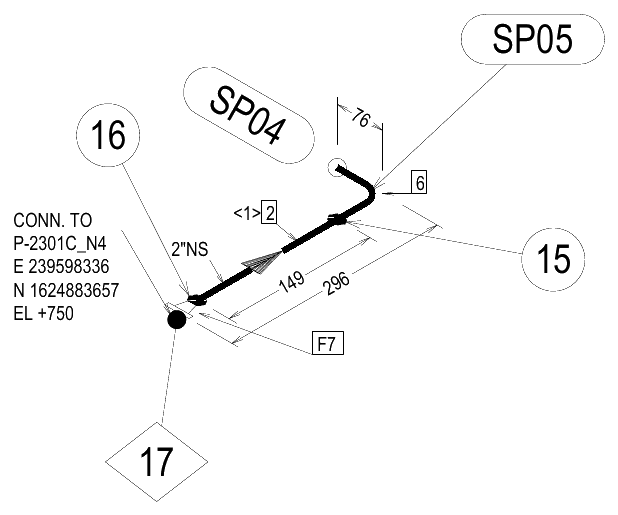 SP05
SP04
76
16
6
<1> 2
CONN. TO
P-2301C_N4
E 239598336
N 1624883657
EL +750
2"NS
15
149
296
F7
17